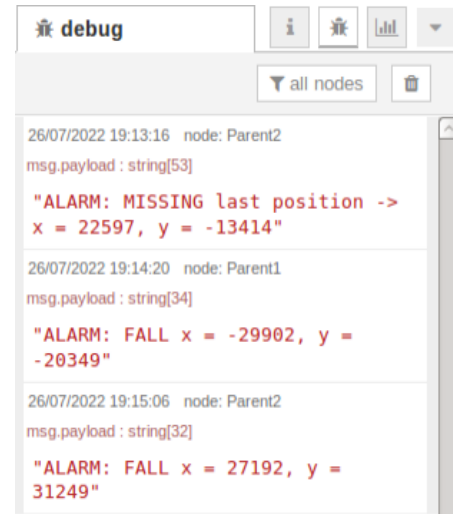 debug
i
all nodes
26/07/2022 19:13:16 node: Parent2
msg.payload : string[53]
"ALARM: MISSING last position ->
x = 22597, y = -13414"
26/07/2022 19:14:20 node: Parent1
msg.payload : string[34]
"ALARM: FALL x = -29902, y =
-20349"
26/07/2022 19:15:06 node: Parent2
msg.payload : string[32]
"ALARM: FALL x = 27192, y =
31249"